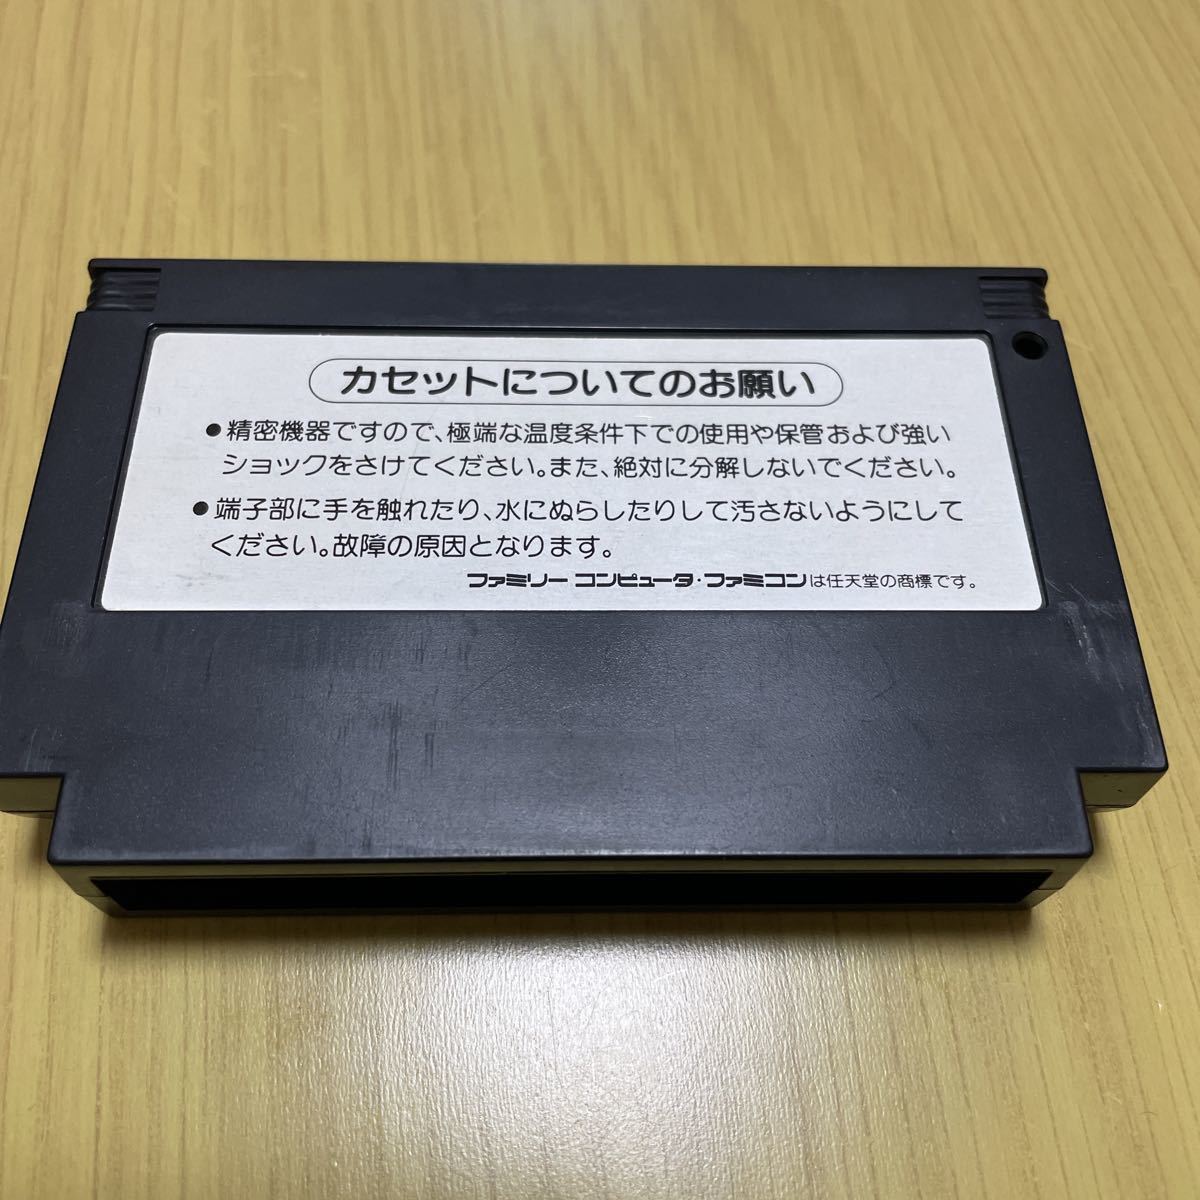 カセットについてのお願い
●精密機器ですので、極端な温度条件下での使用や保管および強い
ショックをさけてください。また、絶対に分解しないでください。
●端子部に手を触れたり、水にぬらしたりして汚さないようにして
ください。故障の原因となります。
ファミリー コンピュータ・ファミコンは任天堂の商標です。